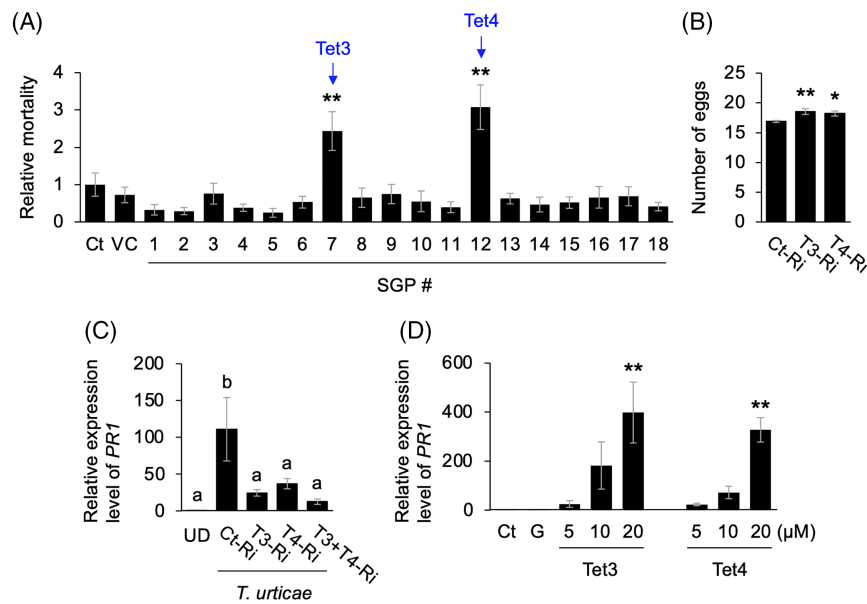 (A)
Tet3
Tet4
Relative mortality
4
3
2
1
0
**
**
Ct VC 1 2 3 4 5 6 7 8 9 10 11 12 13 14 15 16 17 18
SGP #
(B)
Number of eggs
25
20
15
10
5
0
** *
Ct-Ri T3-Ri T4-Ri
(C)
Relative expression
level of PR1
200
150
100
50
0
a b a a a
UD Ct-Ri T3-Ri T4-Ri T3+T4-Ri
T. urticae
(D)
Relative expression
level of PR1
600
400
200
0
**
**
Ct G 5 10 20 5 10 20 (μM)
Tet3 Tet4